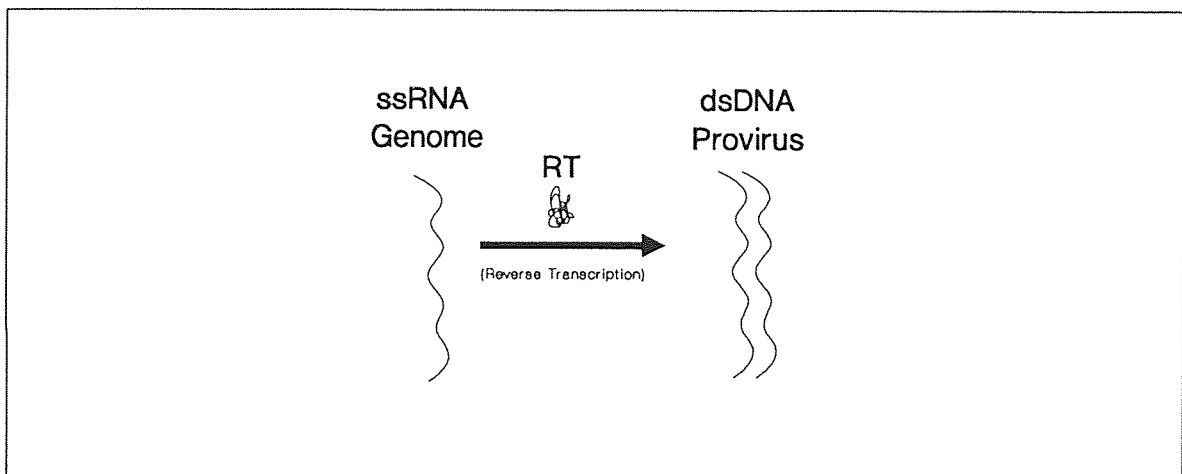 ssRNA
Genome
RT
(Reverse Transcription)
dsDNA
Provirus